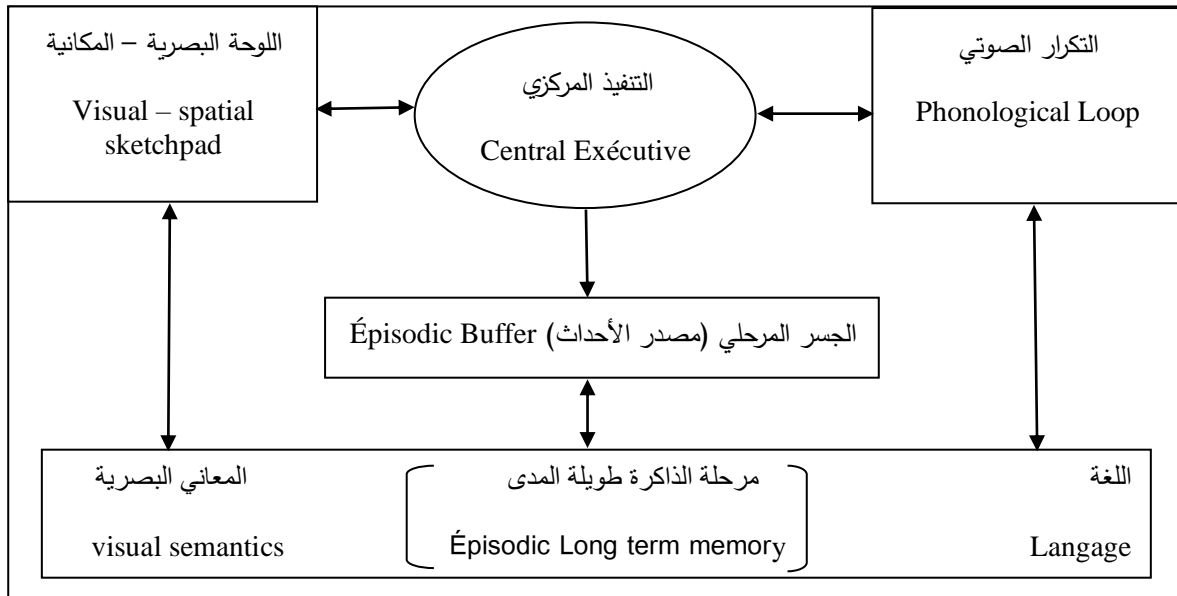 اللوحة البصرية – المكانية
Visual – spatial
sketchpad
التنفيذ المركزي
Central Exécutive
التكرار الصوتي
Phonological Loop
الجسر المرحلي (مصدر الأحداث) Épisodic Buffer
المعاني البصرية
visual semantics
مرحلة الذاكرة طويلة المدى
Épisodic Long term memory
اللغة
Langage